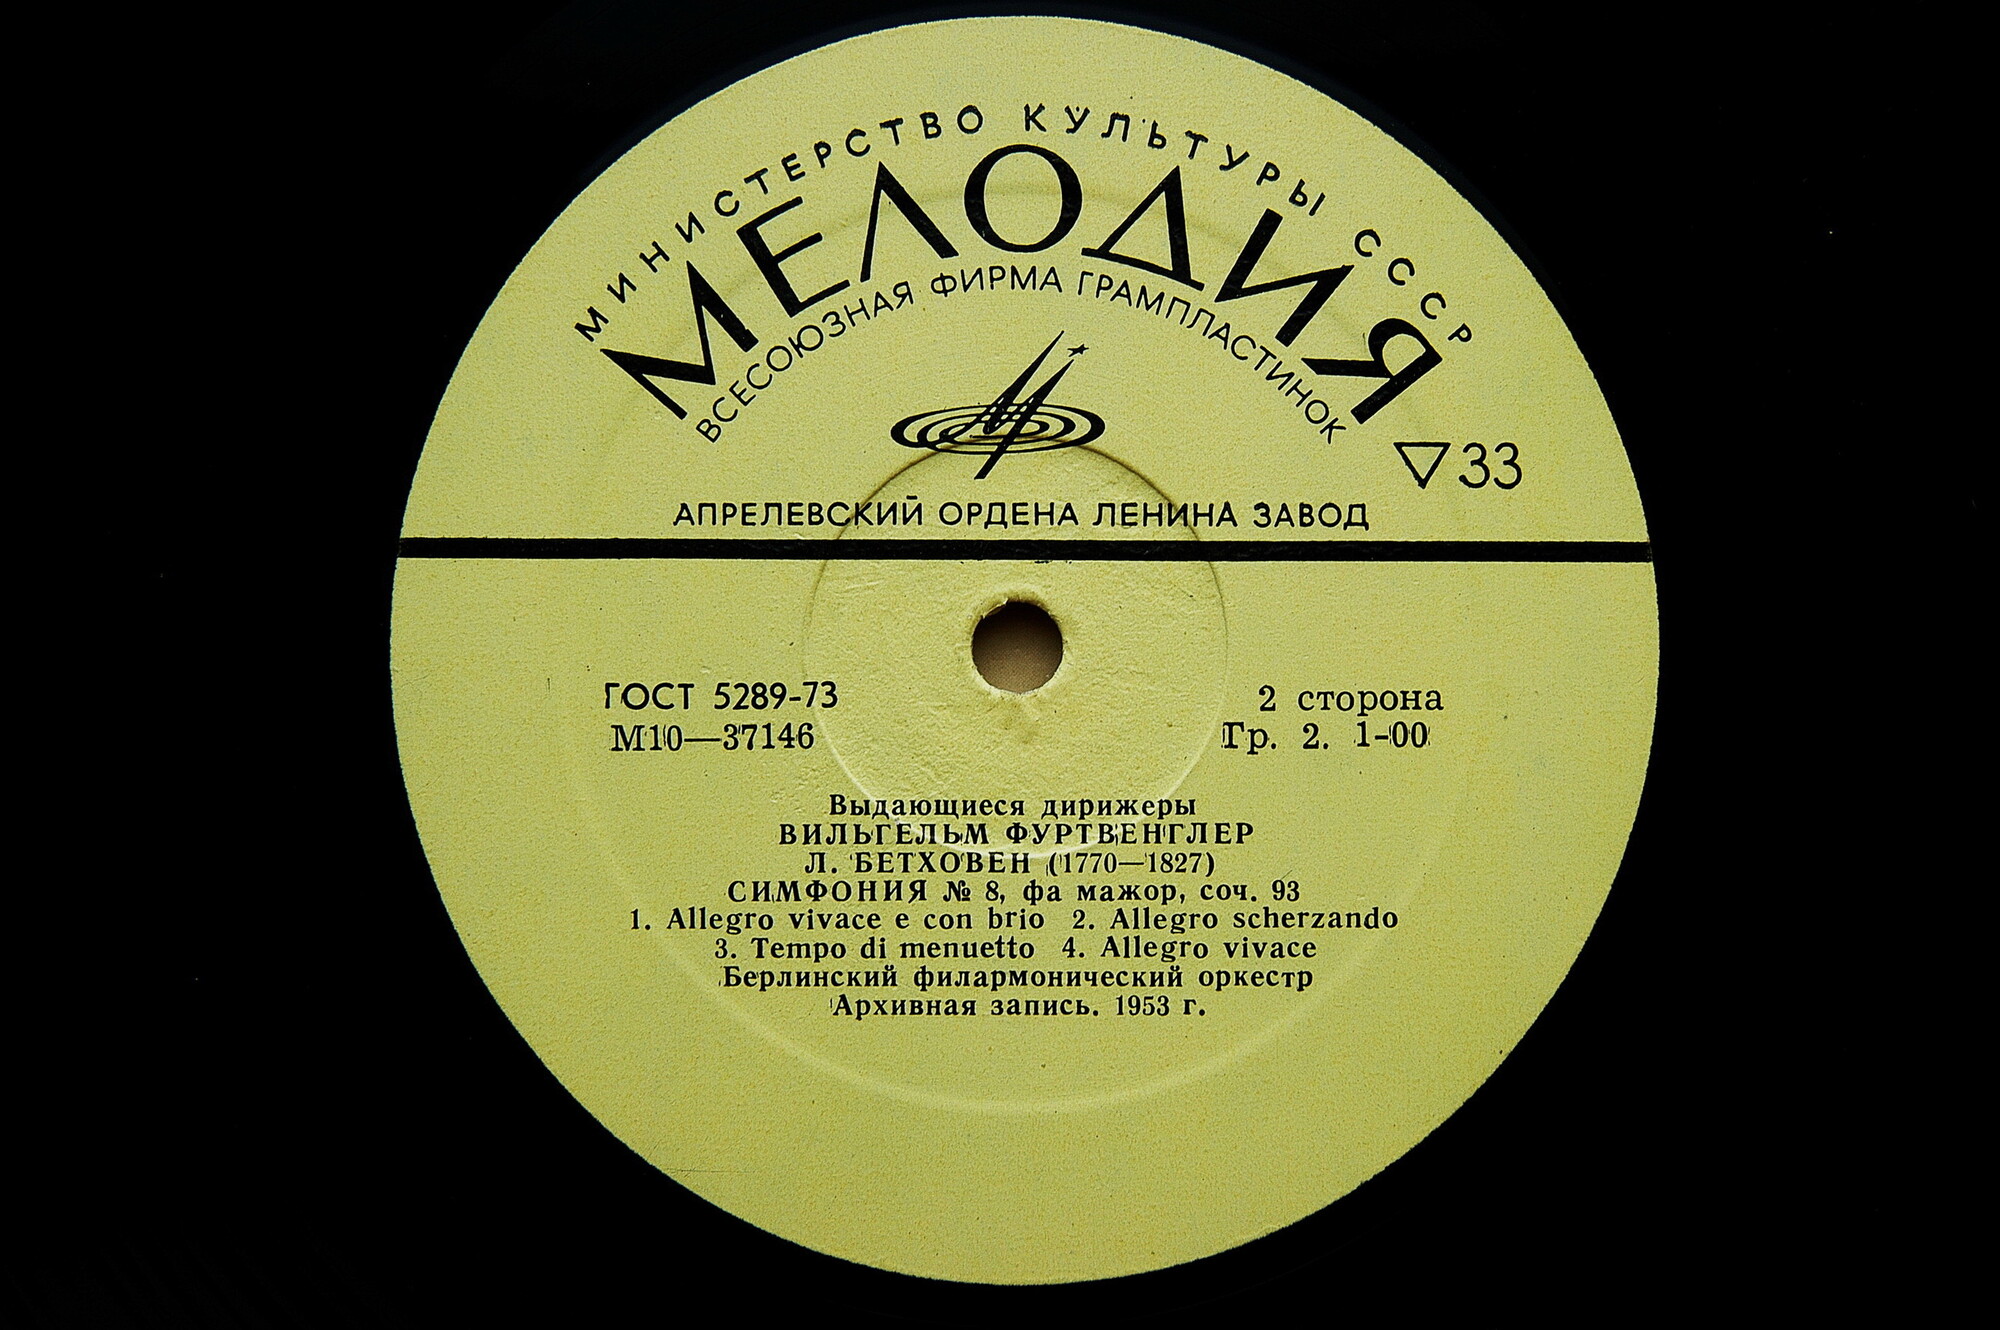 МИНИСТЕРСТВО КУЛЬТУРЫ СССР
МЕЛОДИЯ
ВСЕСОЮЗНАЯ ФИРМА ГРАМПЛАСТИНОК
▽33
АПРЕЛЕВСКИЙ ОРДЕНА ЛЕНИНА ЗАВОД
ГОСТ 5289-73
2 сторона
М10—37146
Гр. 2. 1-00
Выдающиеся дирижеры
ВИЛЬГЕЛЬМ ФУРТВЕНГЛЕР
Л. БЕТХОВЕН (1770—1827)
СИМФОНИЯ № 8, фа мажор, соч. 93
1. Allegro vivace e con brio 2. Allegro scherzando
3. Tempo di menuetto 4. Allegro vivace
Берлинский филармонический оркестр
Архивная запись. 1953 г.